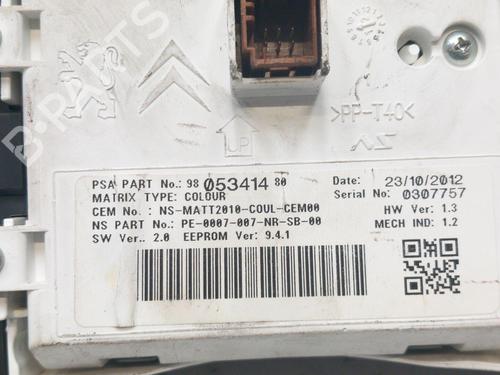 UP
>PP-T40<
NS
PSA PART No.: 98 053414 80
Date: 23/10/2012
MATRIX TYPE: COLOUR
Serial No: 0307757
CEM No. : NS-MATT2010-COUL-CEM00
HW Ver: 1.3
NS PART No.: PE-0007-007-NR-SB-00
MECH IND: 1.2
SW Ver.. 2.0 EEPROM Ver: 9.4.1
B-PARTS